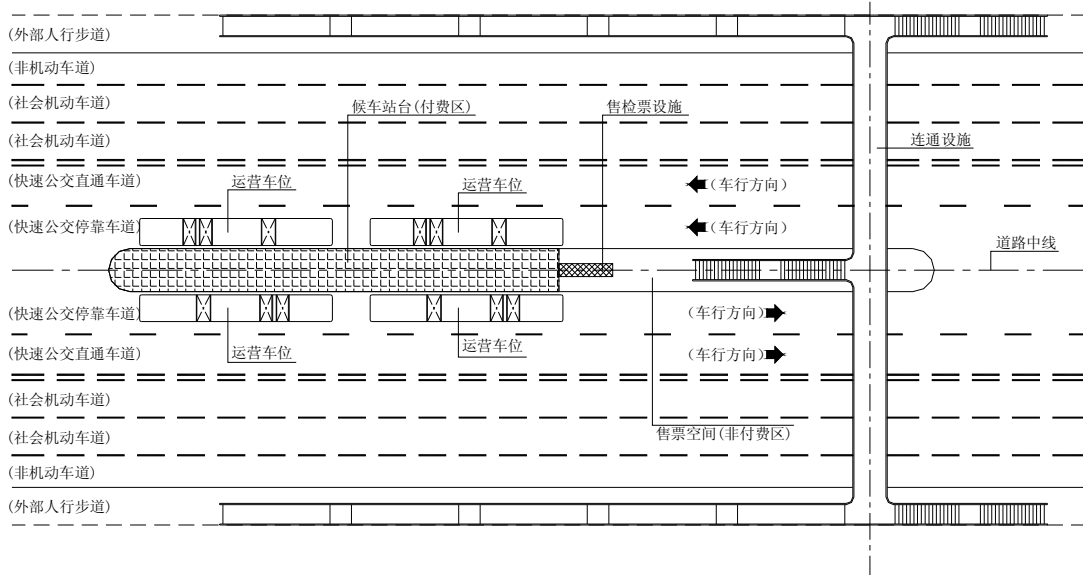 (外部人行步道)
(非机动车道)
(社会机动车道)
候车站台(付费区)
售检票设施
(社会机动车道)
连通设施
(快速公交直通车道)
运营车位
运营车位
(车行方向)
(快速公交停靠车道)
(车行方向)
道路中线
(快速公交停靠车道)
(车行方向)
运营车位
运营车位
(快速公交直通车道)
(车行方向)
(社会机动车道)
售票空间(非付费区)
(社会机动车道)
(非机动车道)
(外部人行步道)